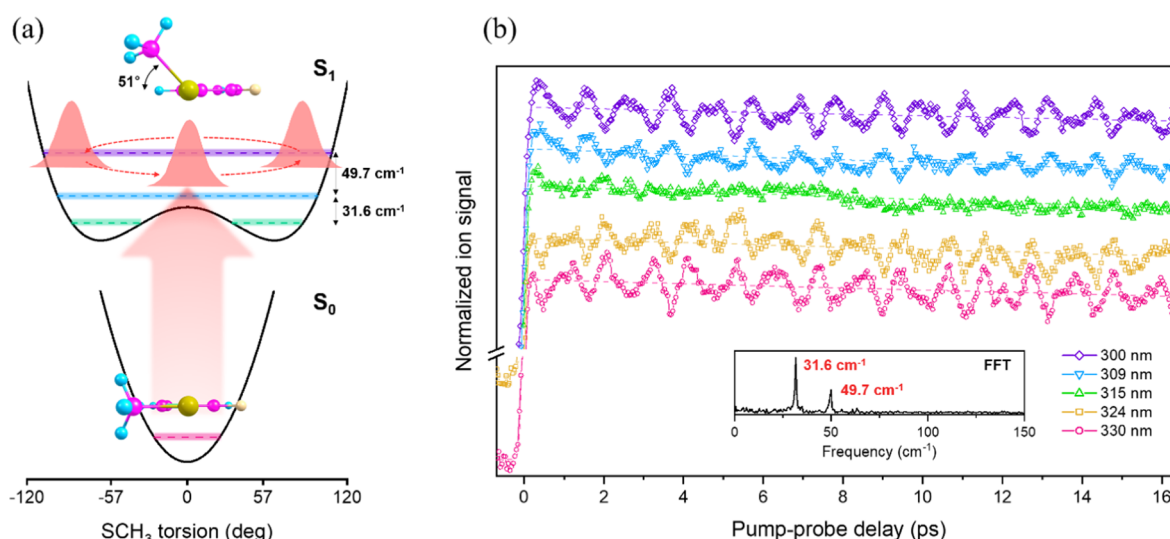 (a)
51°
S₁
49.7 cm⁻¹
31.6 cm⁻¹
S₀
-120 -57 0 57 120
SCH₃ torsion (deg)
(b)
Normalized ion signal
31.6 cm⁻¹
49.7 cm⁻¹
FFT
0 50 100 150
Frequency (cm⁻¹)
300 nm
309 nm
315 nm
324 nm
330 nm
0 2 4 6 8 10 12 14 16
Pump-probe delay (ps)